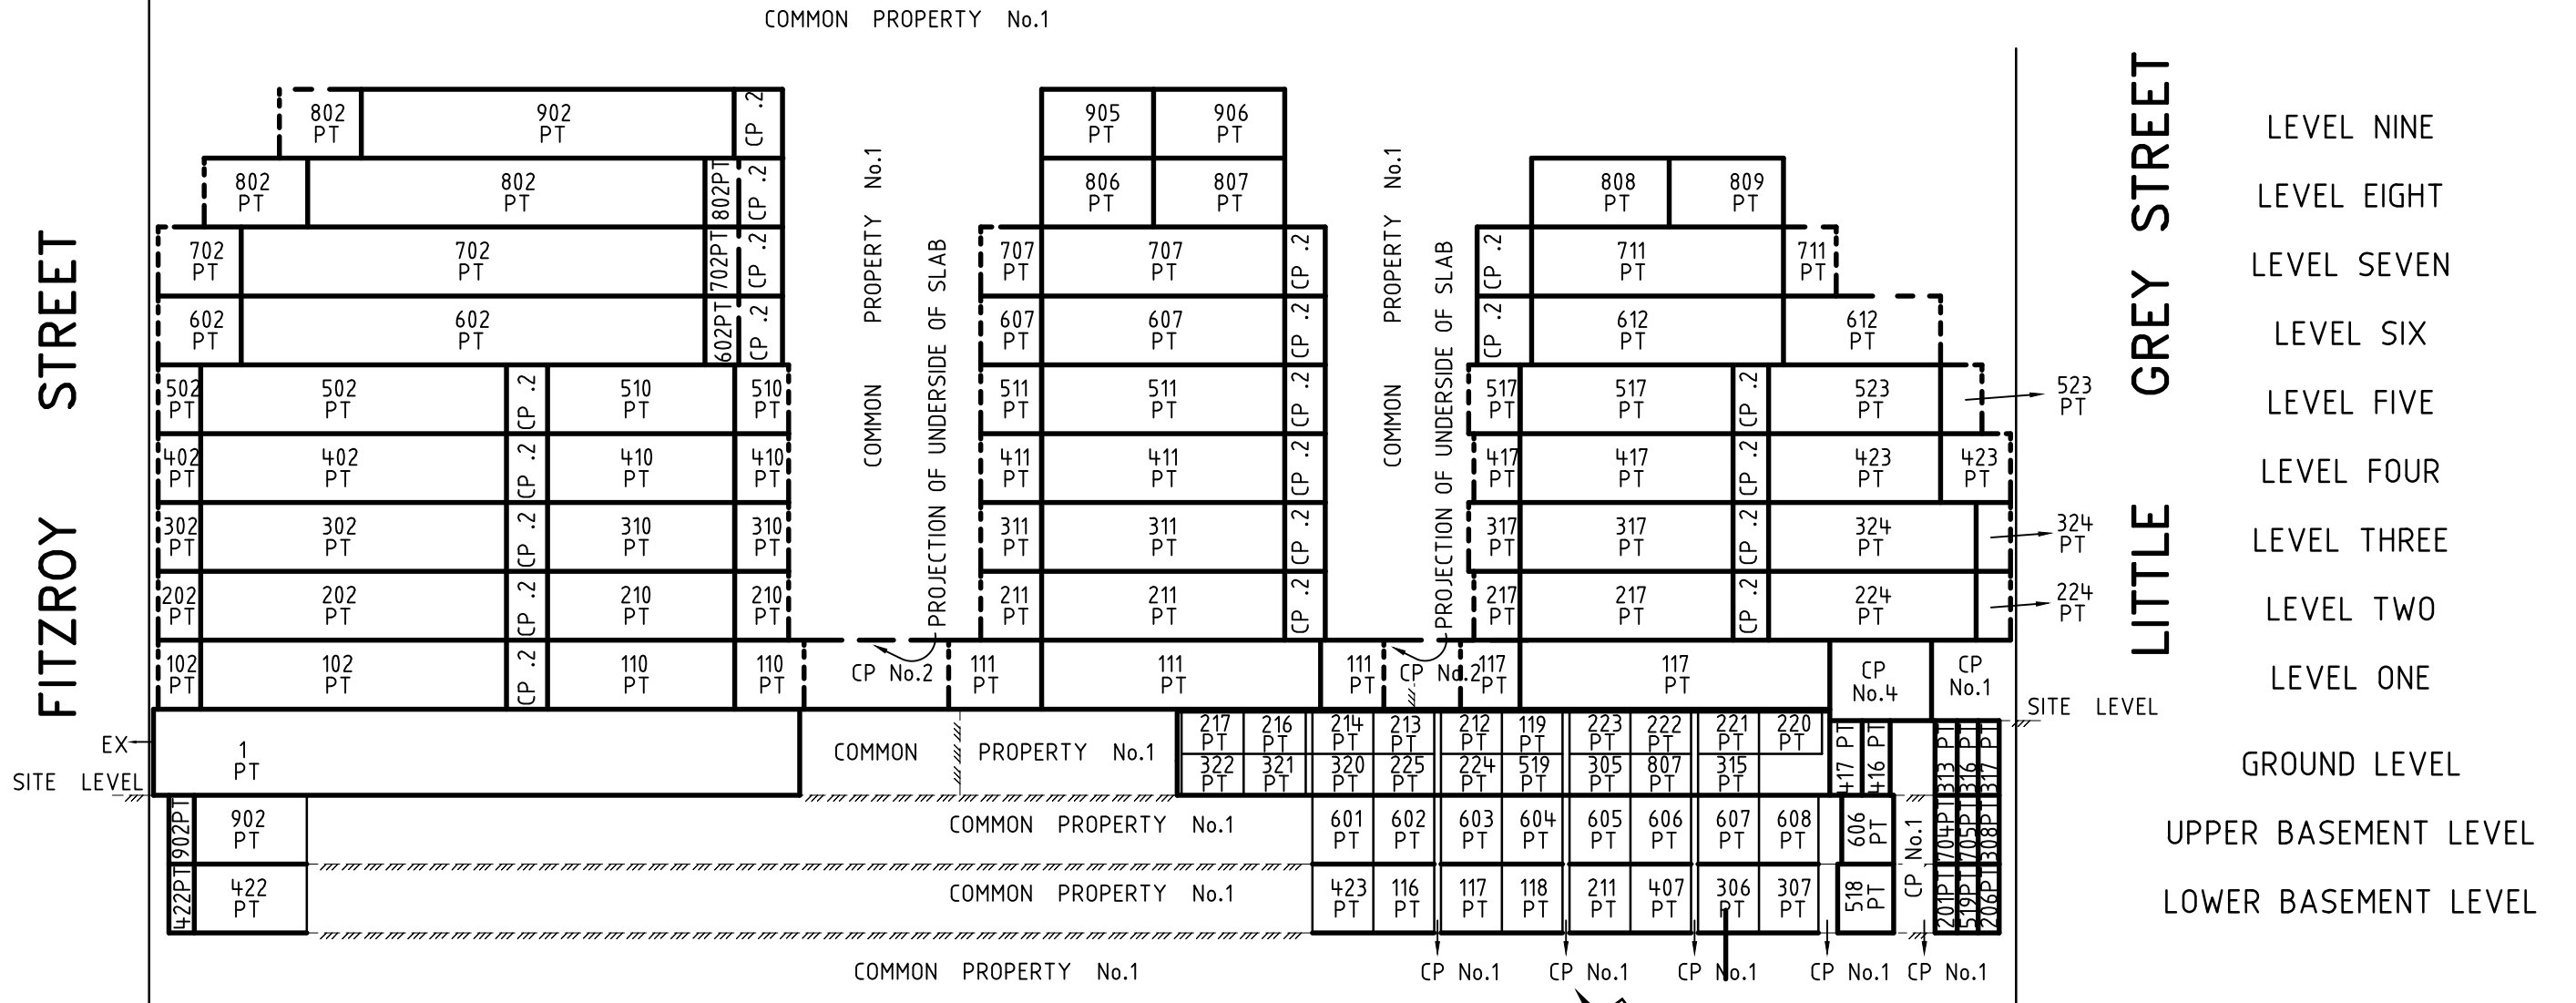 COMMON PROPERTY No.1
FITZROY STREET
LITTLE GREY STREET
802 PT 902 PT CP .2 905 PT 906 PT LEVEL NINE
802 PT 802 PT 802PT CP .2 806 PT 807 PT 808 PT 809 PT LEVEL EIGHT
702 PT 702 PT 702PT CP .2 707 PT 707 PT CP .2 CP .2 711 PT 711 PT LEVEL SEVEN
602 PT 602 PT 602PT CP .2 607 PT 607 PT CP .2 CP .2 612 PT 612 PT LEVEL SIX
502 PT 502 PT CP .2 510 PT 510 PT 511 PT 511 PT CP .2 517 PT 517 PT CP .2 523 PT 523 PT LEVEL FIVE
402 PT 402 PT CP .2 410 PT 410 PT 411 PT 411 PT CP .2 417 PT 417 PT CP .2 423 PT 423 PT LEVEL FOUR
302 PT 302 PT CP .2 310 PT 310 PT 311 PT 311 PT CP .2 317 PT 317 PT CP .2 324 PT 324 PT LEVEL THREE
202 PT 202 PT CP .2 210 PT 210 PT 211 PT 211 PT CP .2 217 PT 217 PT CP .2 224 PT 224 PT LEVEL TWO
COMMON PROPERTY No.1
PROJECTION OF UNDERSIDE OF SLAB
COMMON PROPERTY No.1
PROJECTION OF UNDERSIDE OF SLAB
102 PT 102 PT CP .2 110 PT 110 PT CP No.2 111 PT 111 PT 111 PT CP No.2 117 PT 117 PT CP No.4 CP No.1 LEVEL ONE
SITE LEVEL
EX 1 PT COMMON PROPERTY No.1
217 PT 216 PT 214 PT 213 PT 212 PT 119 PT 223 PT 222 PT 221 PT 220 PT
322 PT 321 PT 320 PT 225 PT 224 PT 519 PT 305 PT 807 PT 315 PT
417 PT 416 PT 313 PT 316 PT 317 PT GROUND LEVEL
SITE LEVEL
902PT 902 PT COMMON PROPERTY No.1 601 PT 602 PT 603 PT 604 PT 605 PT 606 PT 607 PT 608 PT 606 PT CP No.1 704PT 705PT 308PT UPPER BASEMENT LEVEL
422PT 422 PT COMMON PROPERTY No.1 423 PT 116 PT 117 PT 118 PT 211 PT 407 PT 306 PT 307 PT 518 PT CP No.1 201PT 519PT 206PT LOWER BASEMENT LEVEL
COMMON PROPERTY No.1 CP No.1 CP No.1 CP No.1 CP No.1 CP No.1